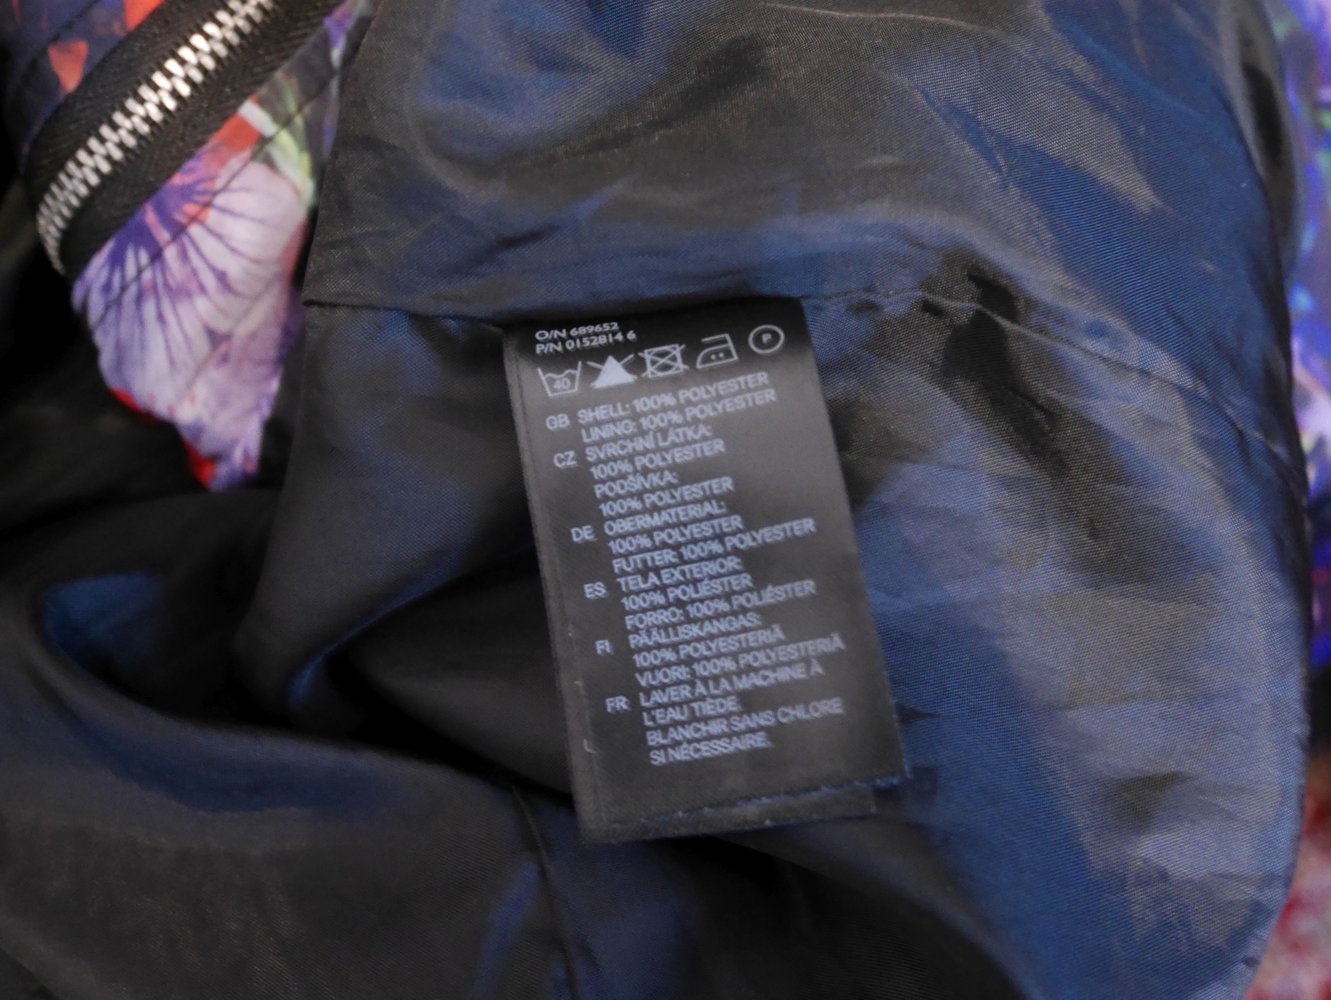 O/N 689652
P/N 0152814 6
40 P
GB SHELL: 100% POLYESTER
LINING: 100% POLYESTER
CZ SVRCHNÍ LÁTKA:
100% POLYESTER
PODŠÍVKA:
100% POLYESTER
DE OBERMATERIAL:
100% POLYESTER
FUTTER: 100% POLYESTER
ES TELA EXTERIOR:
100% POLIÉSTER
FORRO: 100% POLIÉSTER
FI PÄÄLLISKANGAS:
100% POLYESTERIÄ
VUORI: 100% POLYESTERIÄ
FR LAVER À LA MACHINE À
L'EAU TIÈDE.
BLANCHIR SANS CHLORE
SI NÉCESSAIRE.